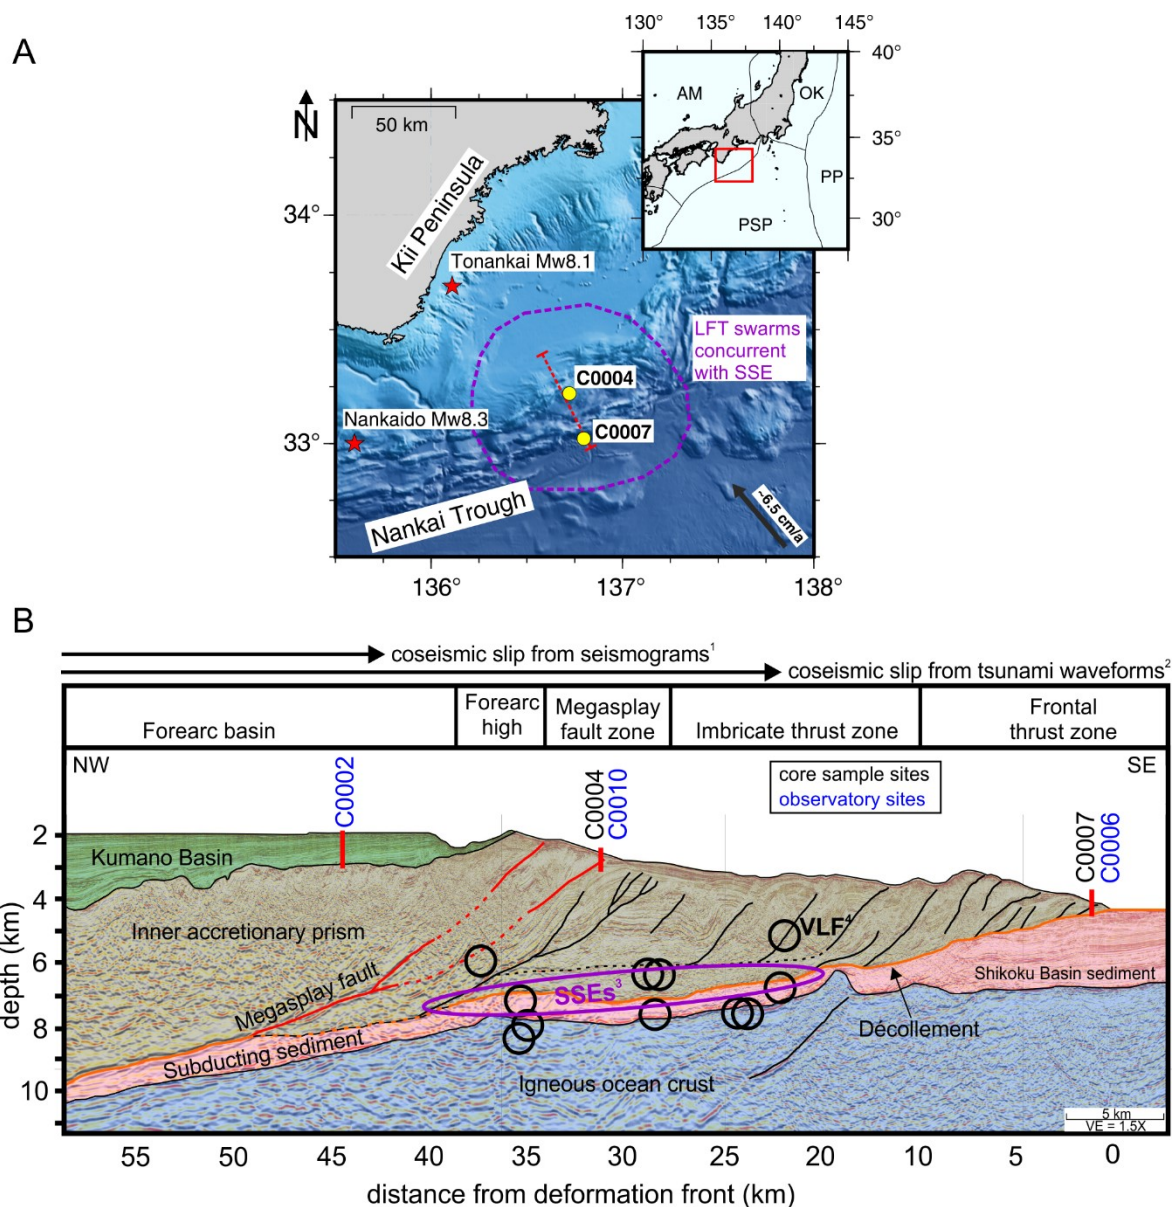 A
130° 135° 140° 145°
40°
35°
30°
AM
OK
PP
PSP
N
50 km
Kii Peninsula
34°
33°
Tonankai Mw8.1
LFT swarms
concurrent
with SSE
C0004
C0007
Nankaido Mw8.3
Nankai Trough
~6.5 cm/a
136° 137° 138°
B
coseismic slip from seismograms¹
coseismic slip from tsunami waveforms²
Forearc basin
Forearc
high
Megasplay
fault zone
Imbricate thrust zone
Frontal
thrust zone
NW
SE
C0002
C0004
C0010
core sample sites
observatory sites
C0007
C0006
depth (km)
2
4
6
8
10
Kumano Basin
Inner accretionary prism
Megasplay fault
Subducting sediment
SSEs³
VLF⁴
Shikoku Basin sediment
Décollement
Igneous ocean crust
5 km
VE = 1.5X
55 50 45 40 35 30 25 20 10 5 0
distance from deformation front (km)